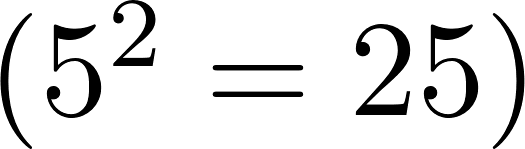 (5² = 25)